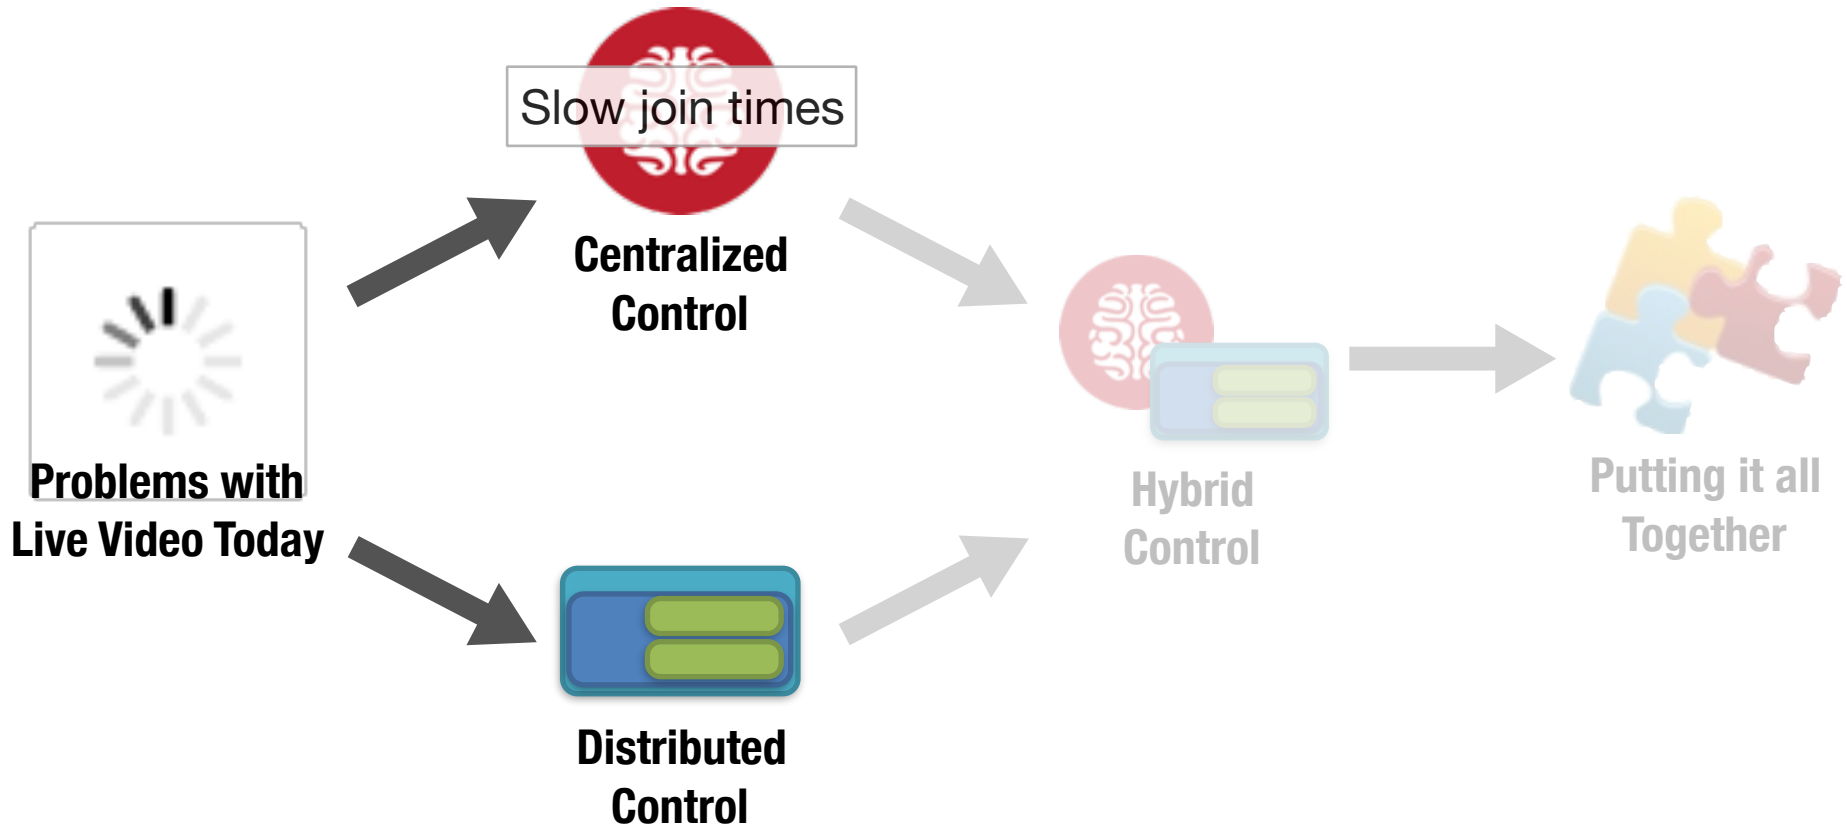 Slow join times
Centralized
Control
Problems with
Live Video Today
Distributed
Control
Hybrid
Control
Putting it all
Together